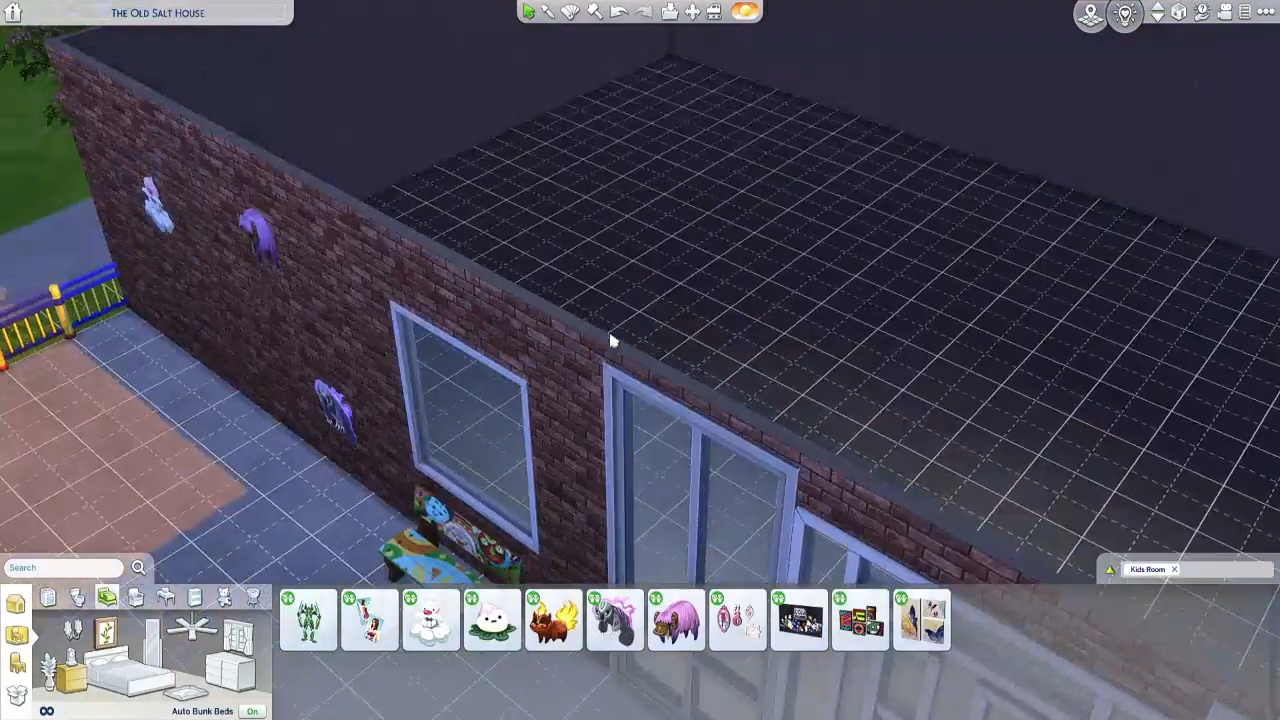 THE OLD SALT HOUSE
Search
Kids Room
Auto Bunk Beds
On